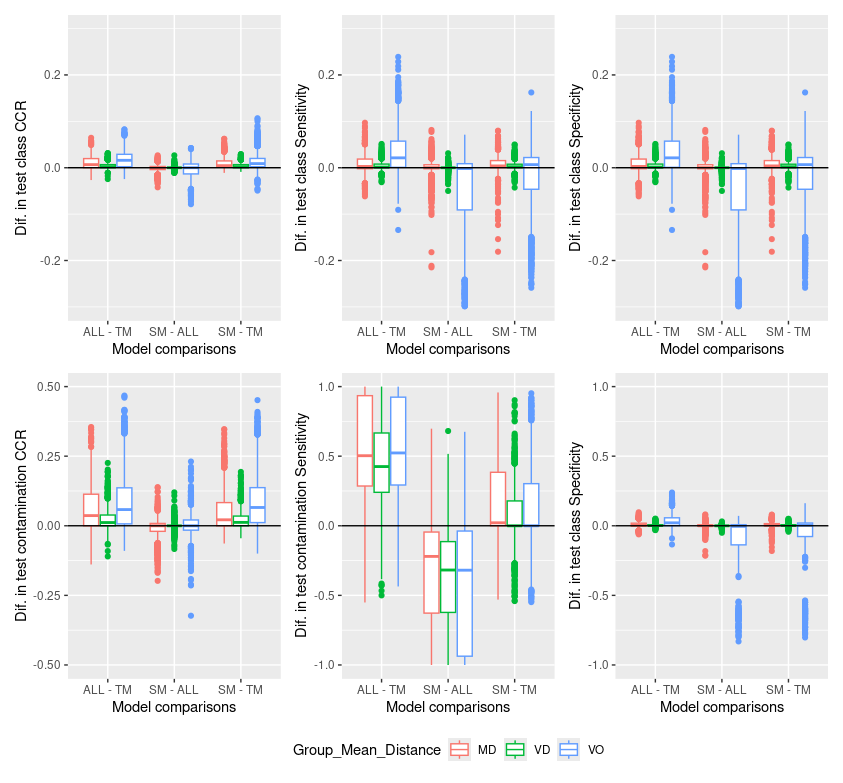 Dif. in test class CCR
0.2
0.0
-0.2
ALL - TM SM - ALL SM - TM
Model comparisons
Dif. in test class Sensitivity
0.2
0.0
-0.2
ALL - TM SM - ALL SM - TM
Model comparisons
Dif. in test class Specificity
0.2
0.0
-0.2
ALL - TM SM - ALL SM - TM
Model comparisons
Dif. in test contamination CCR
0.50
0.25
0.00
-0.25
-0.50
ALL - TM SM - ALL SM - TM
Model comparisons
Dif. in test contamination Sensitivity
1.0
0.5
0.0
-0.5
-1.0
ALL - TM SM - ALL SM - TM
Model comparisons
Dif. in test class Specificity
1.0
0.5
0.0
-0.5
-1.0
ALL - TM SM - ALL SM - TM
Model comparisons
Group_Mean_Distance MD VD VO